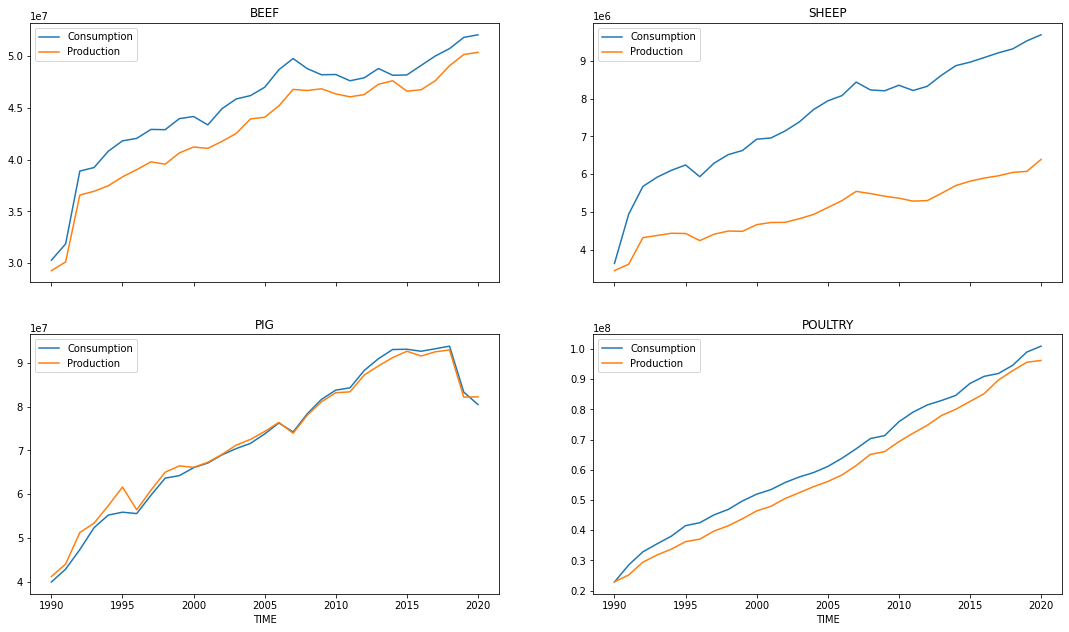 BEEF
1e7
Consumption
Production
5.0
4.5
4.0
3.5
3.0
SHEEP
1e6
Consumption
Production
9
8
7
6
5
4
PIG
1e7
Consumption
Production
9
8
7
6
5
4
1990 1995 2000 2005 2010 2015 2020
TIME
POULTRY
1e8
Consumption
Production
1.0
0.9
0.8
0.7
0.6
0.5
0.4
0.3
0.2
1990 1995 2000 2005 2010 2015 2020
TIME